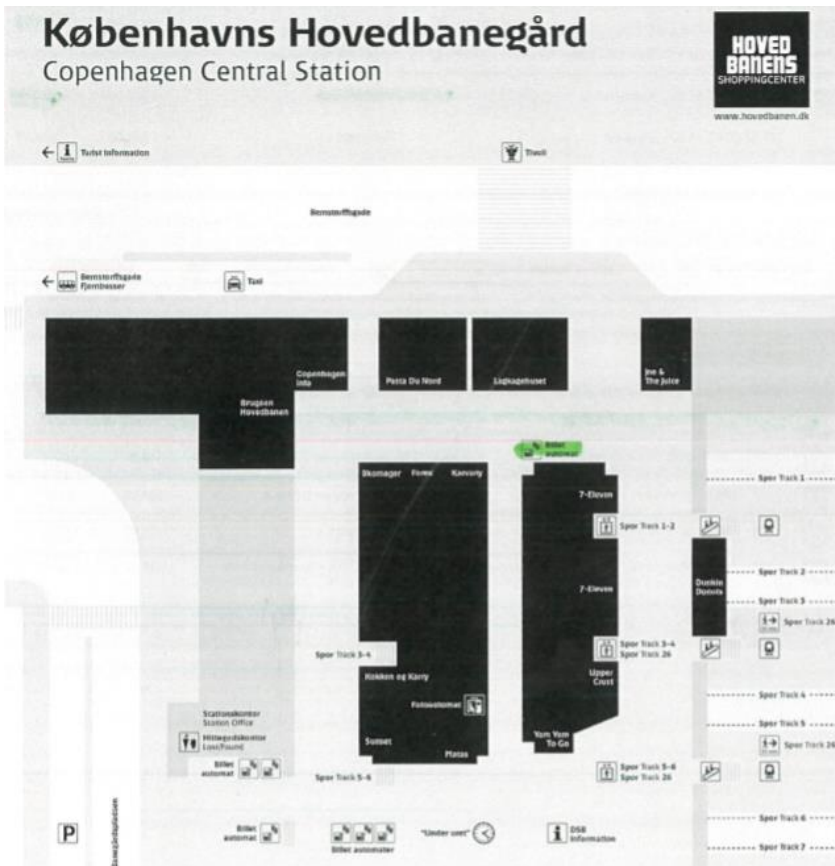 Københavns Hovedbanegård
Copenhagen Central Station
HOVED
BANENS
SHOPPINGCENTER
www.hovedbanen.dk
Turist Information
Tivoli
Bernstorffsgade
Bernstorffsgade
Fjernbusser
Taxi
Copenhagen
Info
Pasta Du Nord
Lagkagehuset
Joe &
The Juice
Brugsen
Hovedbanen
Billet
automat
Skomager
Forex
7-Eleven
Spor Track 1
Spor Track 1-2
7-Eleven
Dunkin
Donuts
Spor Track 2
Spor Track 3
Spor Track 26
Spor Track 3-4
Spor Track 3-4
Spor Track 26
Køkken og Karry
Upper
Crust
Spor Track 4
Fotoautomat
Stationskontor
Station Office
Spor Track 5
Hittegodskontor
Lost/Found
Sunset
Matas
Yam Yam
To Go
Spor Track 26
Billet
automat
Spor Track 5-6
Spor Track 5-6
Spor Track 26
Spor Track 6
P
Billet
automat
Billet automater
"Under uret"
DSB
Information
Spor Track 7